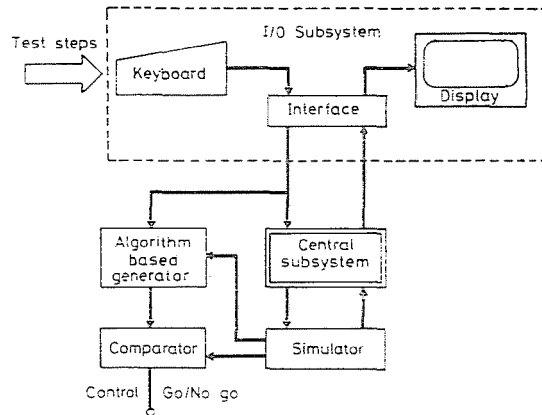 I/O Subsystem
Test steps
Keyboard
Interface
Display
Algorithm
based
generator
Central
subsystem
Comparator
Simulator
Control Go/No go